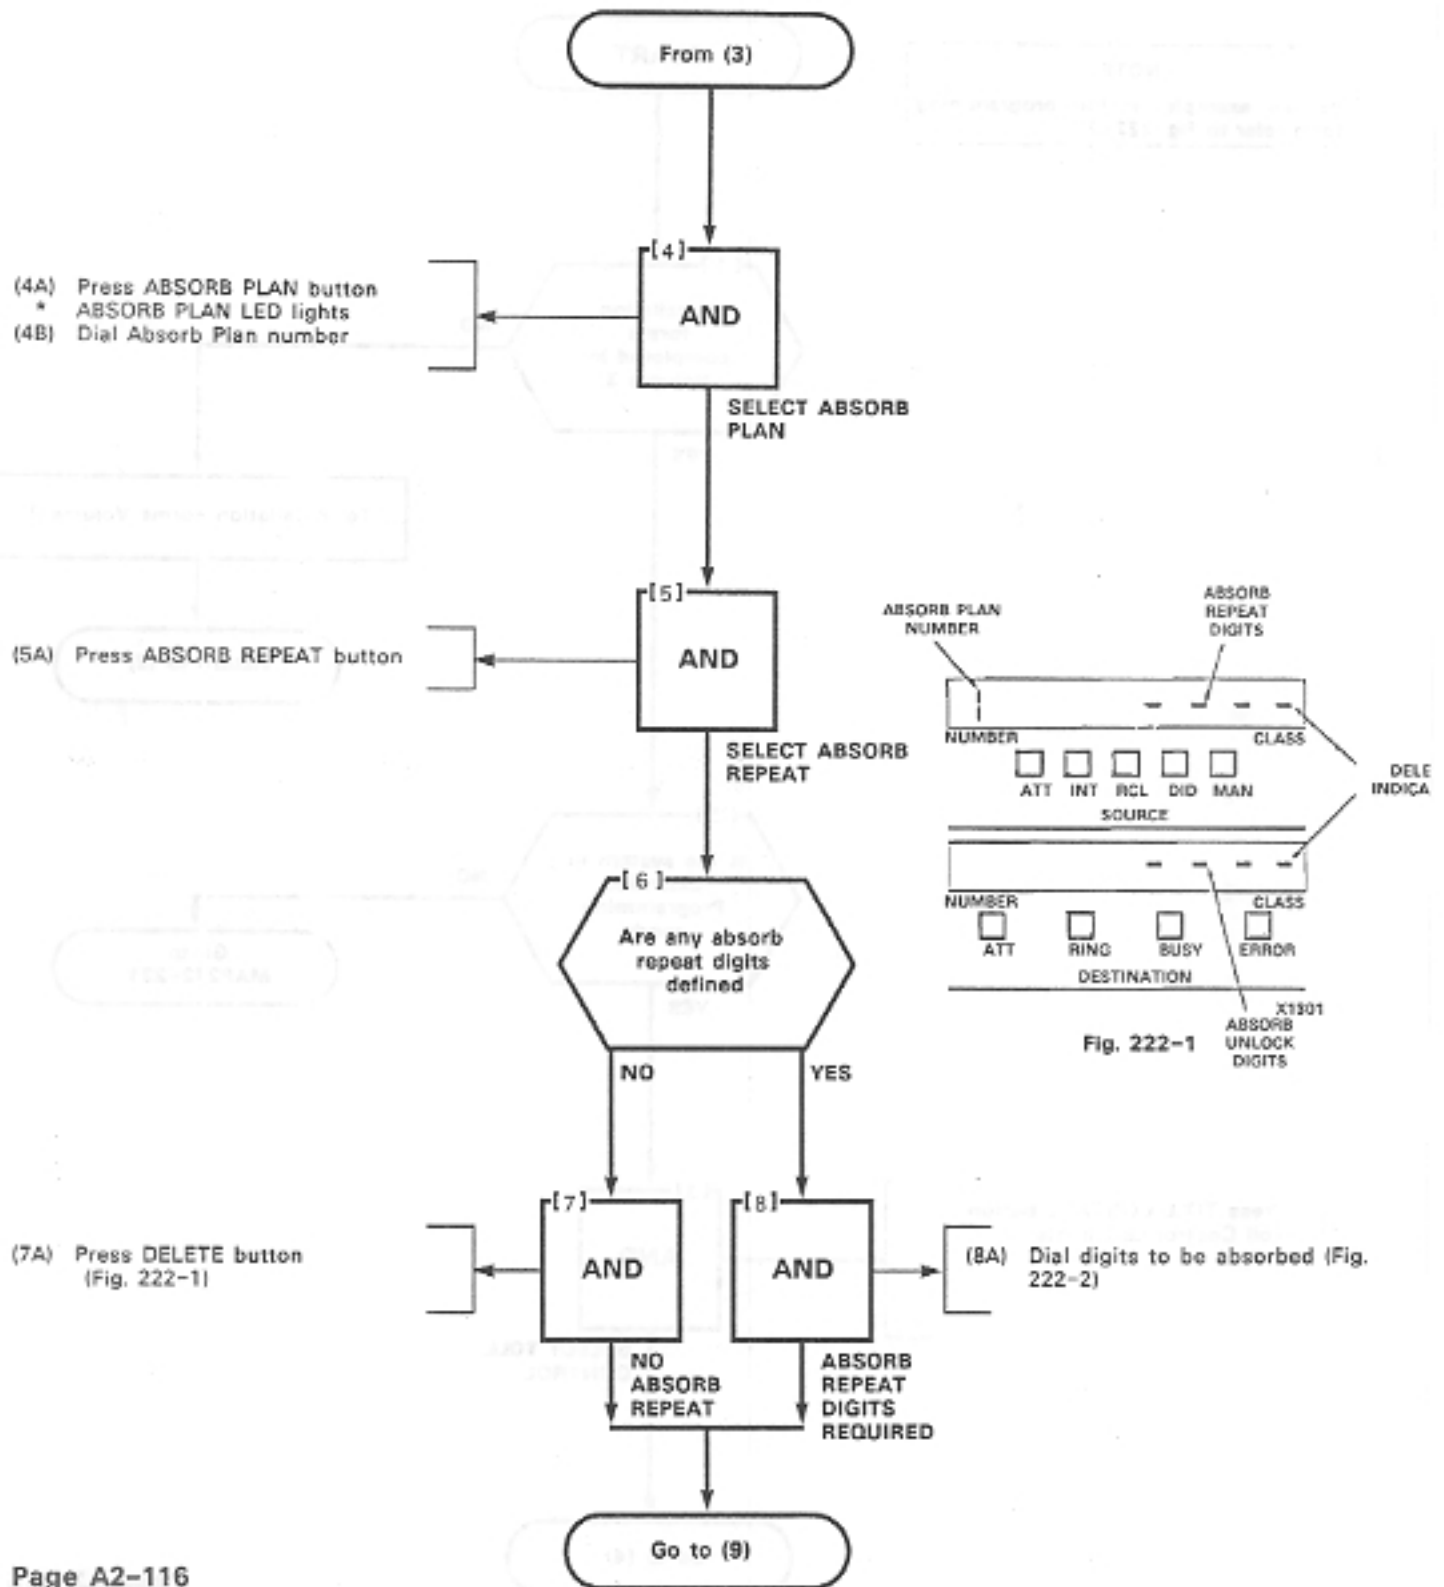 From (3)
[4]
(4A) Press ABSORB PLAN button
* ABSORB PLAN LED lights
(4B) Dial Absorb Plan number
AND
SELECT ABSORB
PLAN
[5]
(5A) Press ABSORB REPEAT button
AND
SELECT ABSORB
REPEAT
ABSORB PLAN
NUMBER
ABSORB
REPEAT
DIGITS
NUMBER
CLASS
ATT INT RCL DID MAN
SOURCE
DELE
INDICA
NUMBER
CLASS
ATT RING BUSY ERROR
DESTINATION
X1301
ABSORB
UNLOCK
DIGITS
Fig. 222-1
[6]
Are any absorb
repeat digits
defined
NO
YES
[7]
(7A) Press DELETE button
(Fig. 222-1)
AND
[8]
AND
(8A) Dial digits to be absorbed (Fig.
222-2)
NO
ABSORB
REPEAT
ABSORB
REPEAT
DIGITS
REQUIRED
Go to (9)
Page A2-116